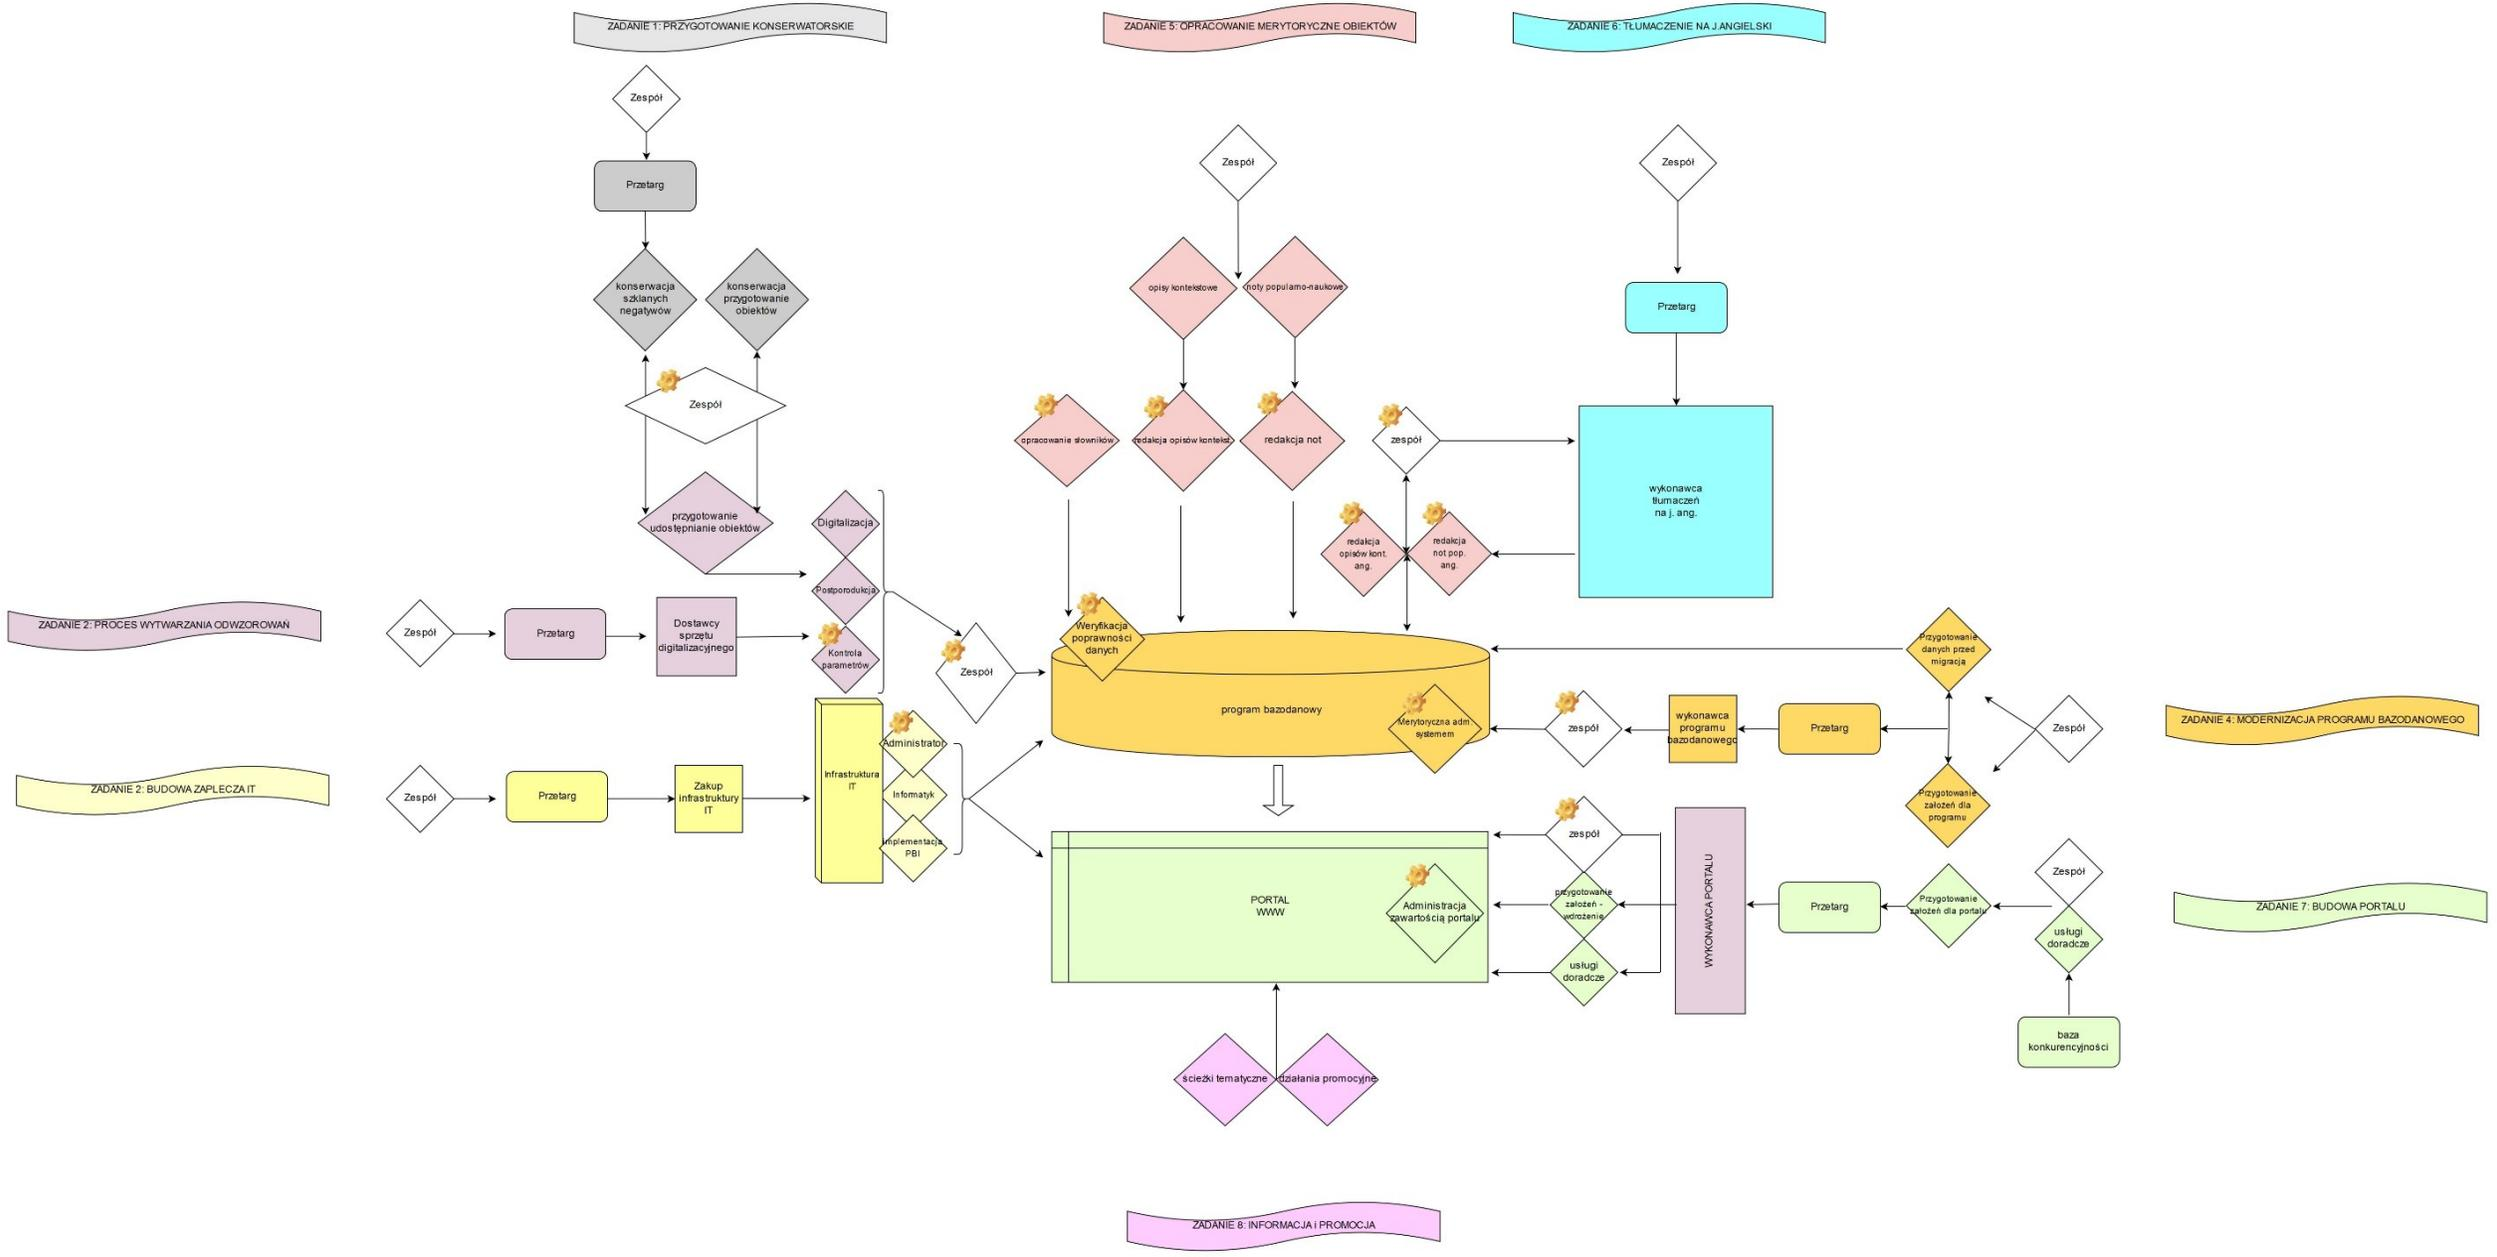 ZADANIE 1: PRZYGOTOWANIE KONSERWATORSKIE
ZADANIE 5: OPRACOWANIE MERYTORYCZNE OBIEKTÓW
ZADANIE 6: TŁUMACZENIE NA J.ANGIELSKI
Zespół
Przetarg
konserwacja
szklanych
negatywów
konserwacja
przygotowanie
obiektów
Zespół
przygotowanie
udostępnianie obiektów
Zespół
opisy kontekstowe
noty popularno-naukowe
opracowanie słowników
redakcja opisów kontekst.
redakcja not
Zespół
Przetarg
zespół
wykonawca
tłumaczeń
na j. ang.
redakcja
opisów kont.
ang.
redakcja
not pop.
ang.
ZADANIE 2: PROCES WYTWARZANIA ODWZOROWAŃ
Zespół
Przetarg
Dostawcy
sprzętu
digitalizacyjnego
Digitalizacja
Postporodukcja
Kontrola
parametrów
Zespół
Weryfikacja
poprawności
danych
program bazodanowy
Merytoryczna adm.
systemem
zespół
wykonawca
programu
bazodanowego
Przetarg
Przygotowanie
danych przed
migracją
Zespół
Przygotowanie
założeń dla
programu
ZADANIE 4: MODERNIZACJA PROGRAMU BAZODANOWEGO
ZADANIE 2: BUDOWA ZAPLECZA IT
Zespół
Przetarg
Zakup
infrastruktury
IT
Infrastruktura
IT
Administrator
Informatyk
implementacja
PBI
PORTAL
WWW
Administracja
zawartością portalu
zespół
przygotowanie
założeń -
wdrożenie
usługi
doradcze
WYKONAWCA PORTALU
Przetarg
Przygotowanie
założeń dla portalu
Zespół
usługi
doradcze
baza
konkurencyjności
ZADANIE 7: BUDOWA PORTALU
ścieżki tematyczne
działania promocyjne
ZADANIE 8: INFORMACJA i PROMOCJA